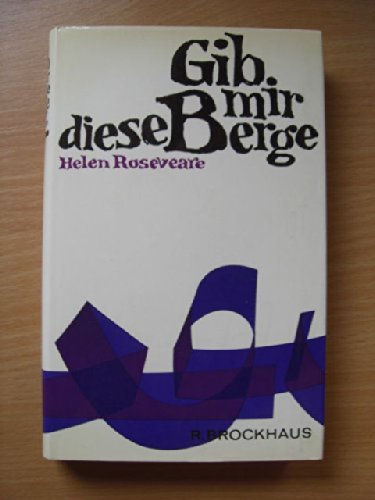 Gib
mir
diese Berge
Helen Roseveare
R. BROCKHAUS